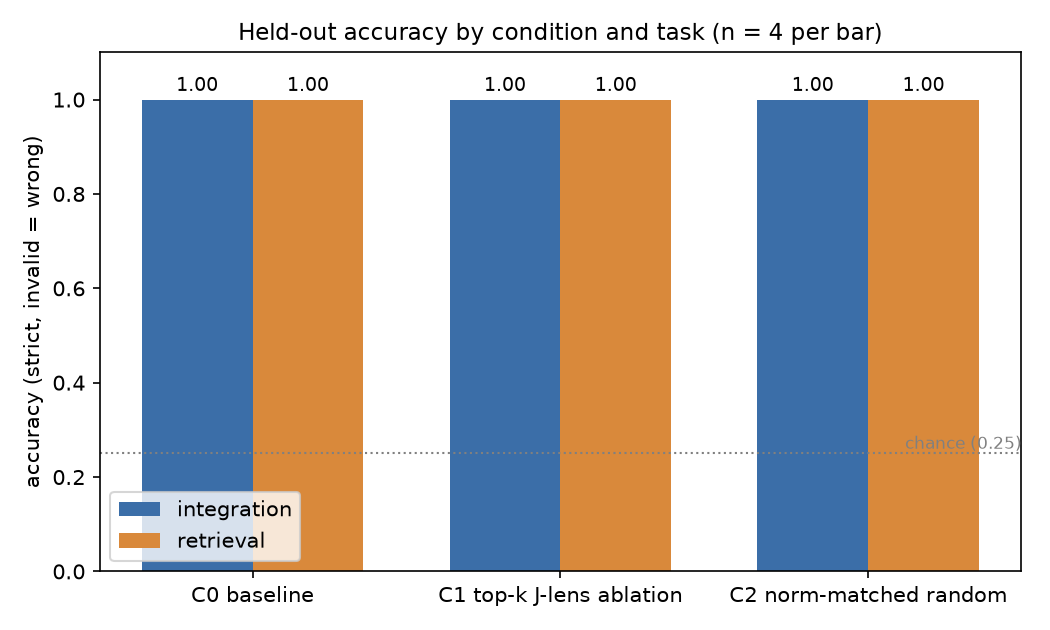 Held-out accuracy by condition and task (n = 4 per bar)
accuracy (strict, invalid = wrong)
1.0
0.8
0.6
0.4
0.2
0.0
1.00 1.00 1.00 1.00 1.00 1.00
chance (0.25)
integration
retrieval
C0 baseline C1 top-k J-lens ablation C2 norm-matched random